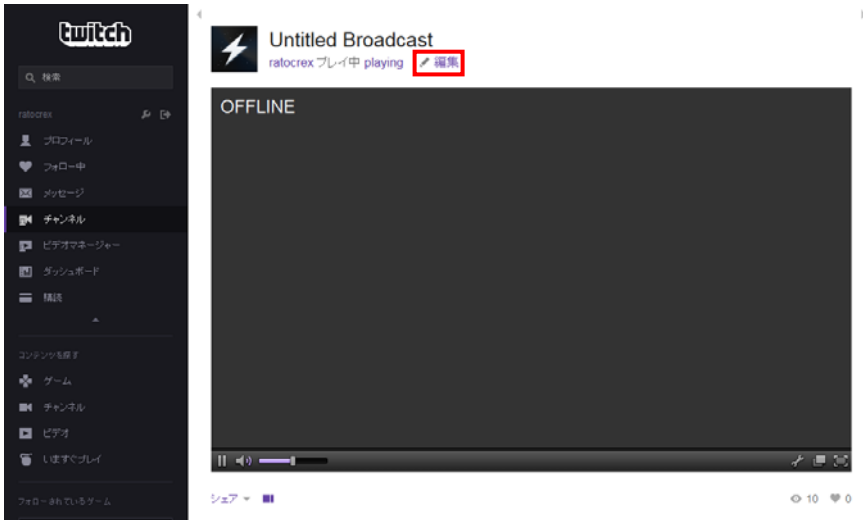 twitch
検索
ratocrex
プロフィール
フォロー中
メッセージ
チャンネル
ビデオマネージャー
ダッシュボード
購読
コンテンツを探す
ゲーム
チャンネル
ビデオ
いますぐプレイ
フォローされているゲーム
Untitled Broadcast
ratocrex プレイ中 playing 編集
OFFLINE
シェア
10 0